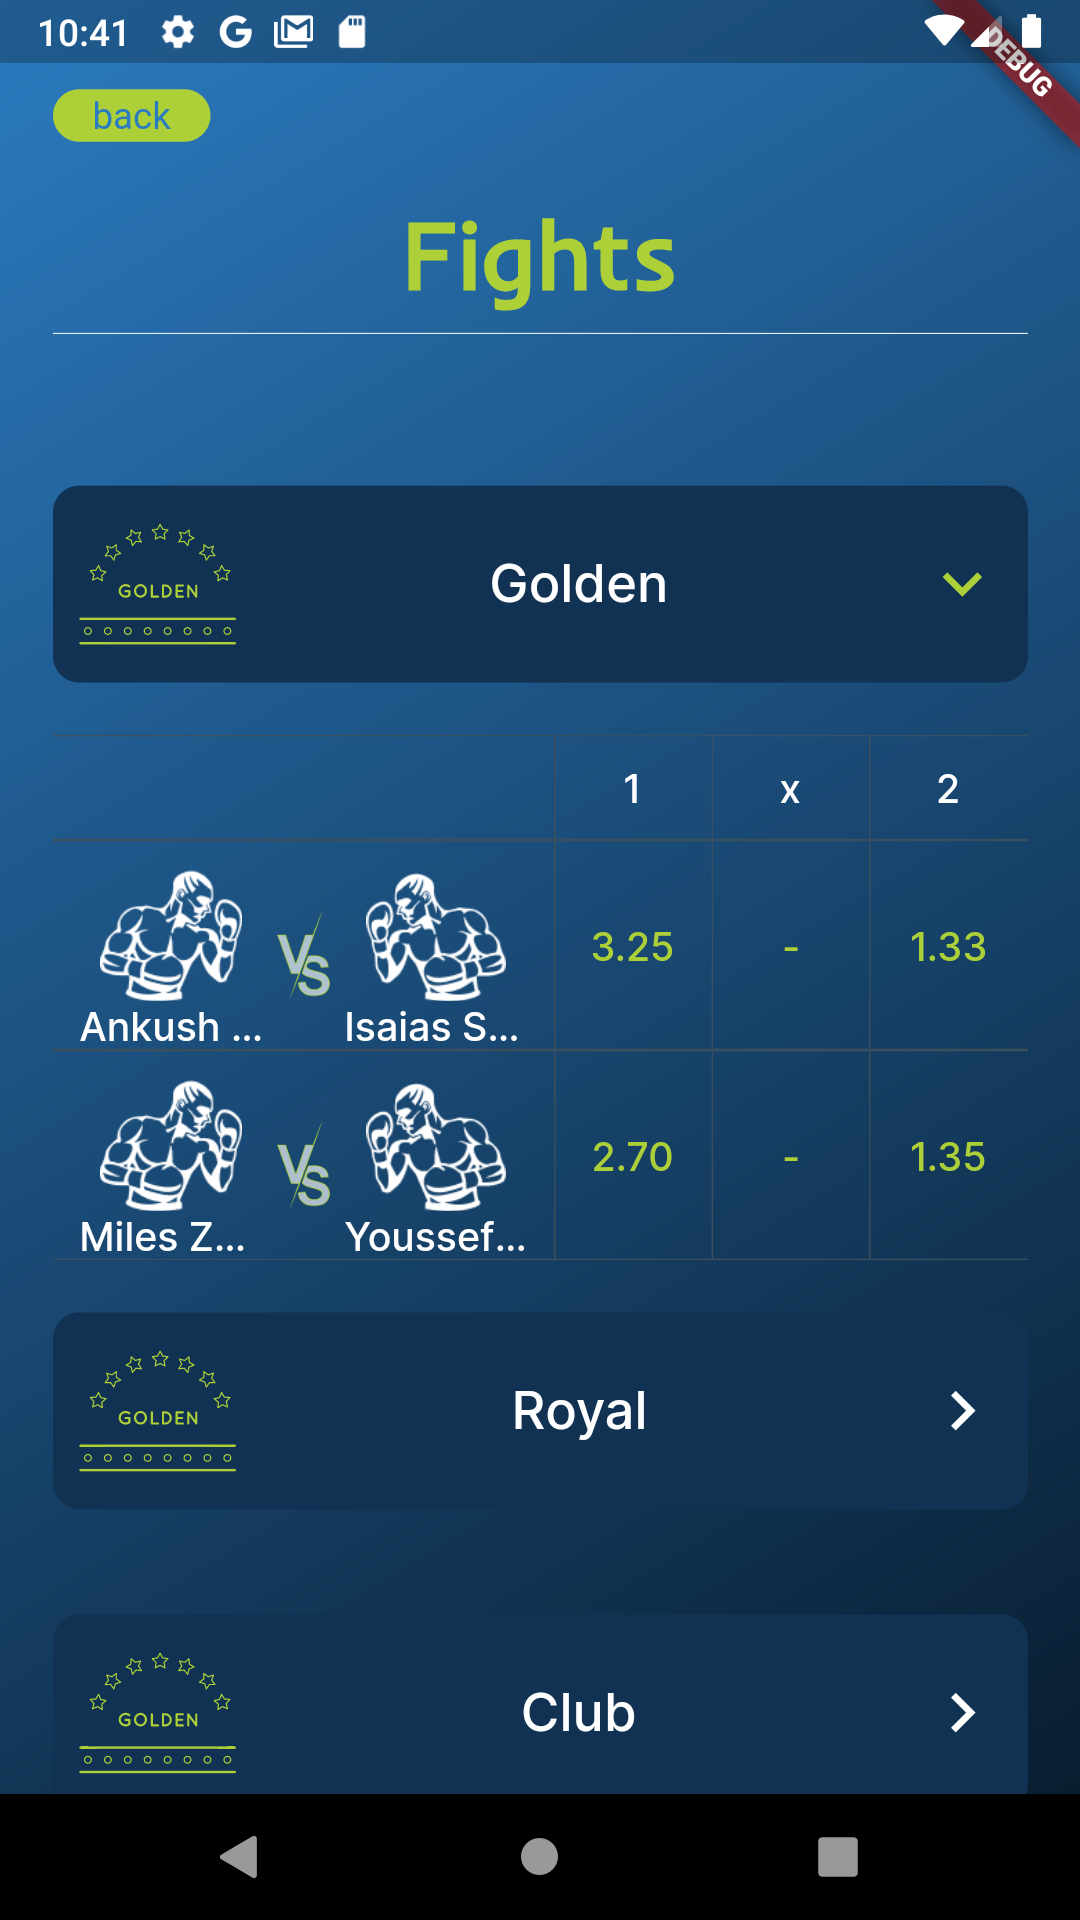 10:41
DEBUG
back
Fights
GOLDEN
Golden
1 x 2
VS
3.25 - 1.33
Ankush ... Isaias S...
VS
2.70 - 1.35
Miles Z... Youssef...
GOLDEN
Royal
GOLDEN
Club